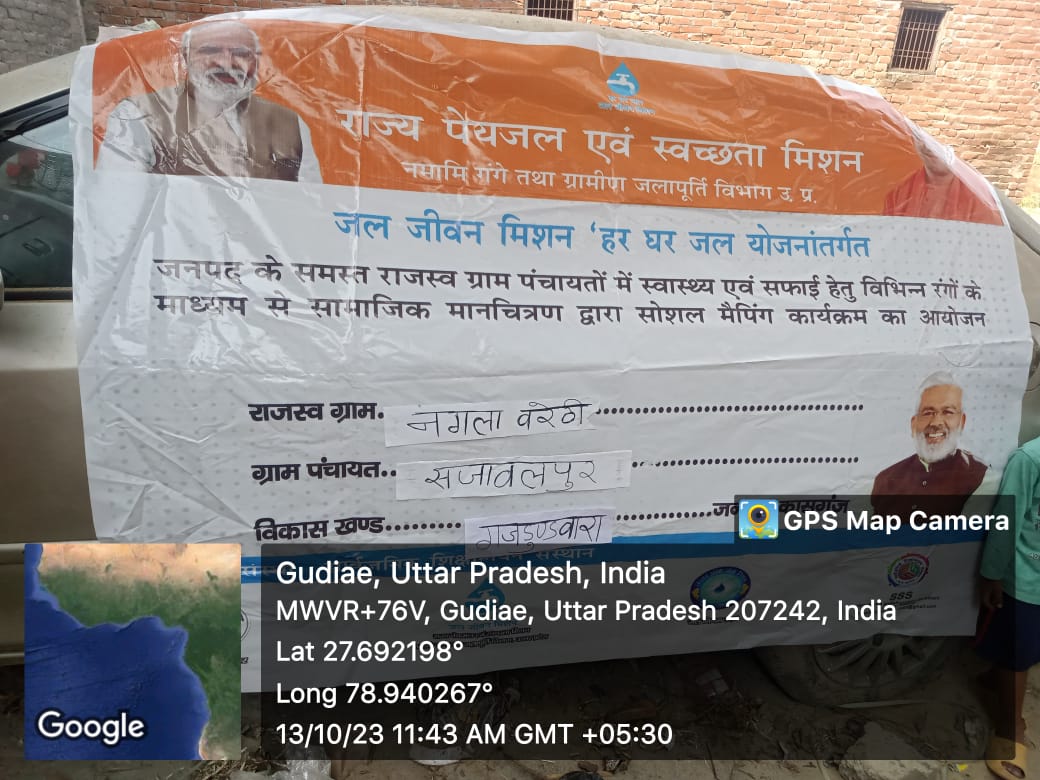 राज्य पेयजल एवं स्वच्छता मिशन
नमामि गंगे तथा ग्रामीण जलापूर्ति विभाग उ. प्र.
जल जीवन मिशन 'हर घर जल योजनांतर्गत
जनपद के समस्त राजस्व ग्राम पंचायतों में स्वास्थ्य एवं सफाई हेतु विभिन्न रंगों के
माध्यम से सामाजिक मानचित्रण द्वारा सोशल मैपिंग कार्यक्रम का आयोजन
राजस्व ग्राम. नगला वरेठी
ग्राम पंचायत.. सजावलपुर
विकास खण्ड........ गजडुण्डवारा
GPS Map Camera
संस्थान
SSS
Gudiae, Uttar Pradesh, India
MWVR+76V, Gudiae, Uttar Pradesh 207242, India
Lat 27.692198°
Long 78.940267°
13/10/23 11:43 AM GMT +05:30
Google